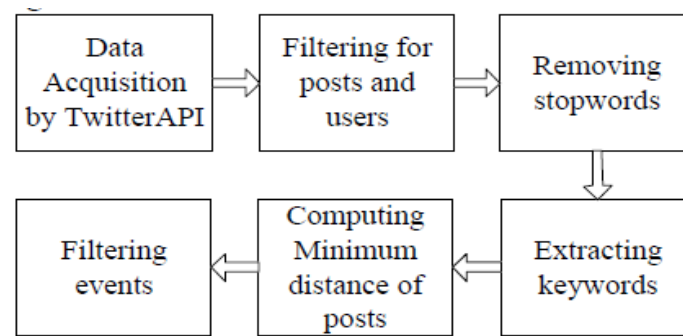 Data
Acquisition
by TwitterAPI
Filtering for
posts and
users
Removing
stopwords
Extracting
keywords
Computing
Minimum
distance of
posts
Filtering
events